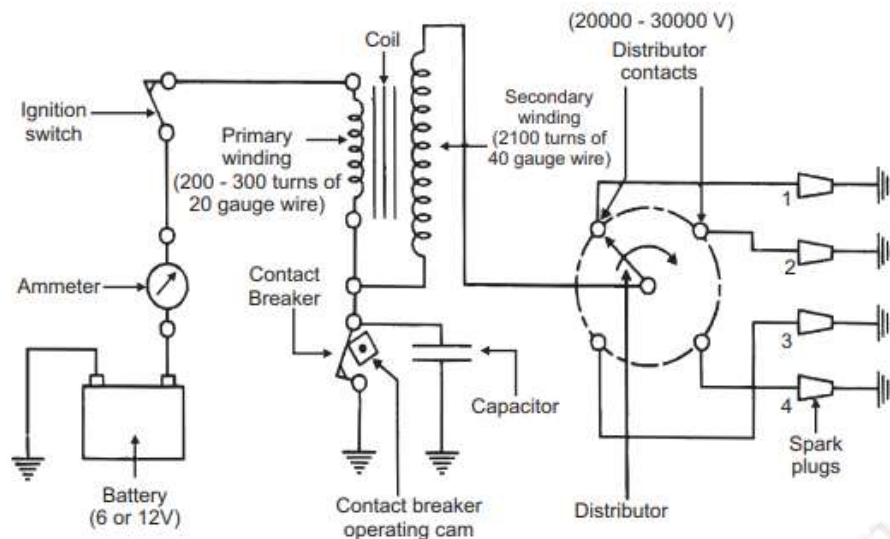 (20000 - 30000 V)
Distributor
contacts
Coil
Ignition
switch
Primary
winding
(200 - 300 turns of
20 gauge wire)
Secondary
winding
(2100 turns of
40 gauge wire)
1
2
Ammeter
Contact
Breaker
3
4
Capacitor
Spark
plugs
Battery
(6 or 12V)
Contact breaker
operating cam
Distributor